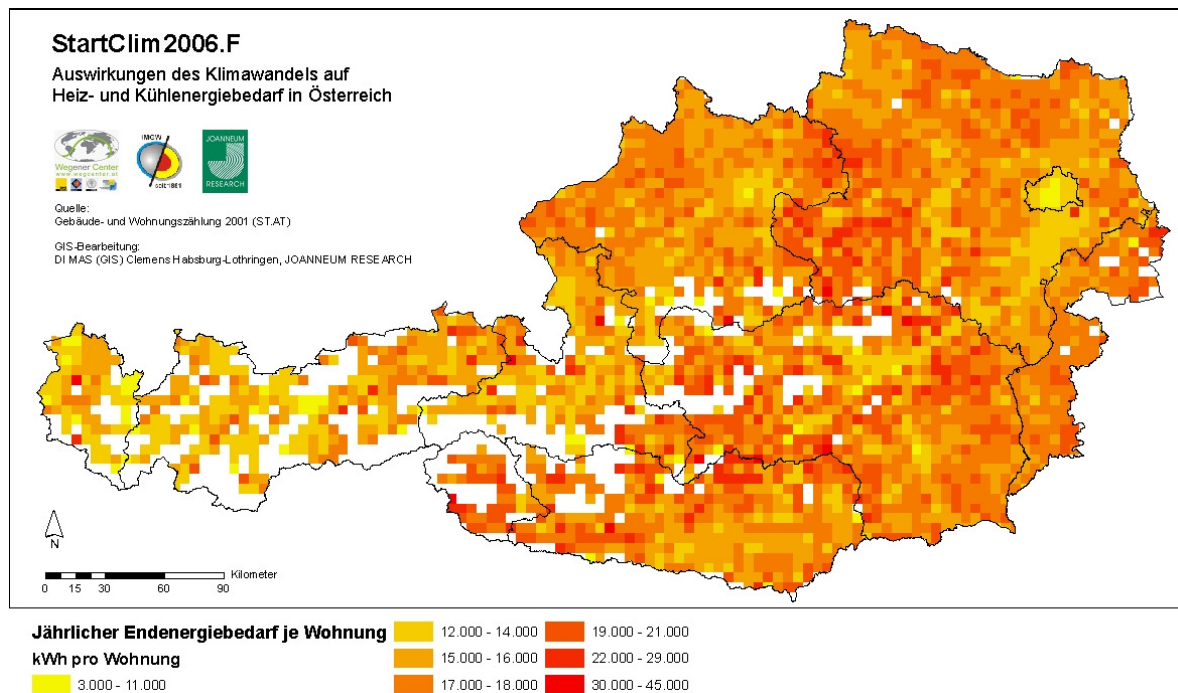 StartClim2006.F
Auswirkungen des Klimawandels auf
Heiz- und Kühlenergiebedarf in Österreich
Wegener Center
www.wegcenter.at
IMCW
seit 1851
JOANNEUM
RESEARCH
Quelle:
Gebäude- und Wohnungszählung 2001 (ST.AT)
GIS-Bearbeitung:
DI MAS (GIS) Clemens Habsburg-Lothringen, JOANNEUM RESEARCH
N
Kilometer
0 15 30 60 90
Jährlicher Endenergiebedarf je Wohnung
kWh pro Wohnung
3.000 - 11.000
12.000 - 14.000
15.000 - 16.000
17.000 - 18.000
19.000 - 21.000
22.000 - 29.000
30.000 - 45.000